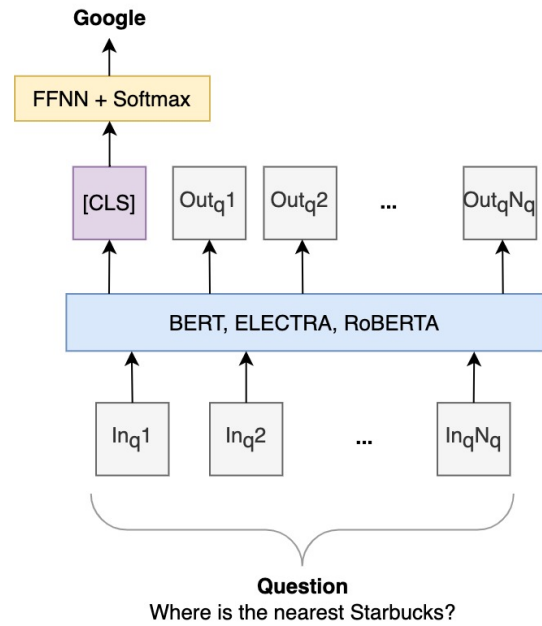 Google
FFNN + Softmax
[CLS] Outq1 Outq2 ... OutqNq
BERT, ELECTRA, RoBERTA
Inq1 Inq2 ... InqNq
Question
Where is the nearest Starbucks?